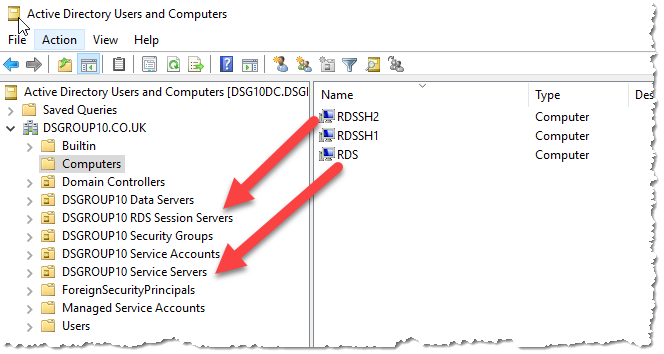 Active Directory Users and Computers
File Action View Help
Active Directory Users and Computers [DSG10DC.DSG
Saved Queries
DSGROUP10.CO.UK
Builtin
Computers
Domain Controllers
DSGROUP10 Data Servers
DSGROUP10 RDS Session Servers
DSGROUP10 Security Groups
DSGROUP10 Service Accounts
DSGROUP10 Service Servers
ForeignSecurityPrincipals
Managed Service Accounts
Users
Name Type Des
RDSSH2 Computer
RDSSH1 Computer
RDS Computer